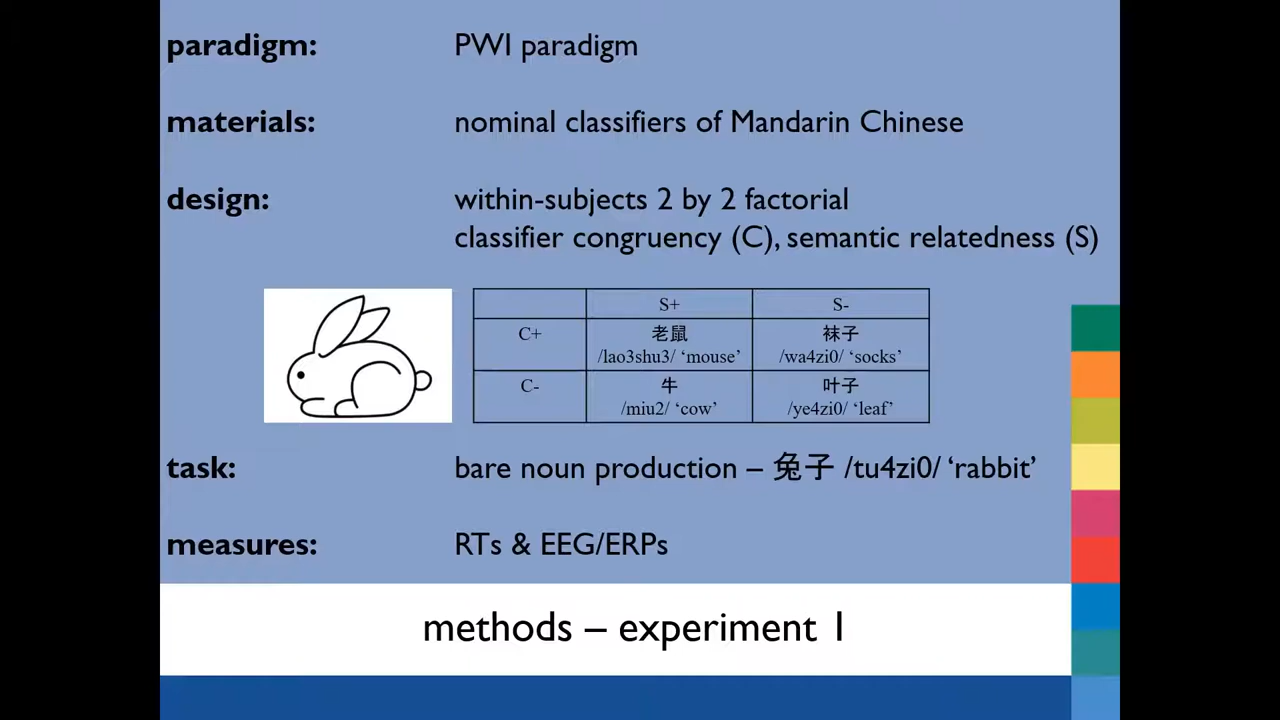 paradigm: PWI paradigm
materials: nominal classifiers of Mandarin Chinese
design: within-subjects 2 by 2 factorial
classifier congruency (C), semantic relatedness (S)
S+ S-
C+ 老鼠 袜子
/lao3shu3/ ‘mouse’ /wa4zi0/ ‘socks’
C- 牛 叶子
/miu2/ ‘cow’ /ye4zi0/ ‘leaf’
task: bare noun production – 兔子 /tu4zi0/ ‘rabbit’
measures: RTs & EEG/ERPs
methods – experiment 1